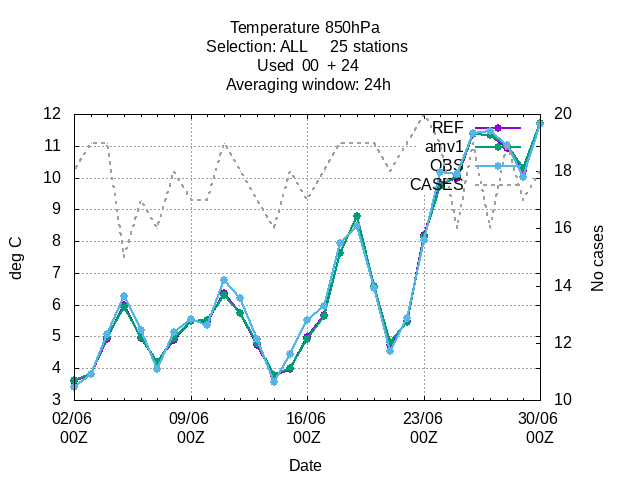 Temperature 850hPa
Selection: ALL     25 stations
Used  00  + 24
Averaging window: 24h
12
11
10
9
8
7
6
5
4
3
20
18
16
14
12
10
REF
amv1
OBS
CASES
deg C
No cases
02/06 09/06 16/06 23/06 30/06
00Z 00Z 00Z 00Z 00Z
Date